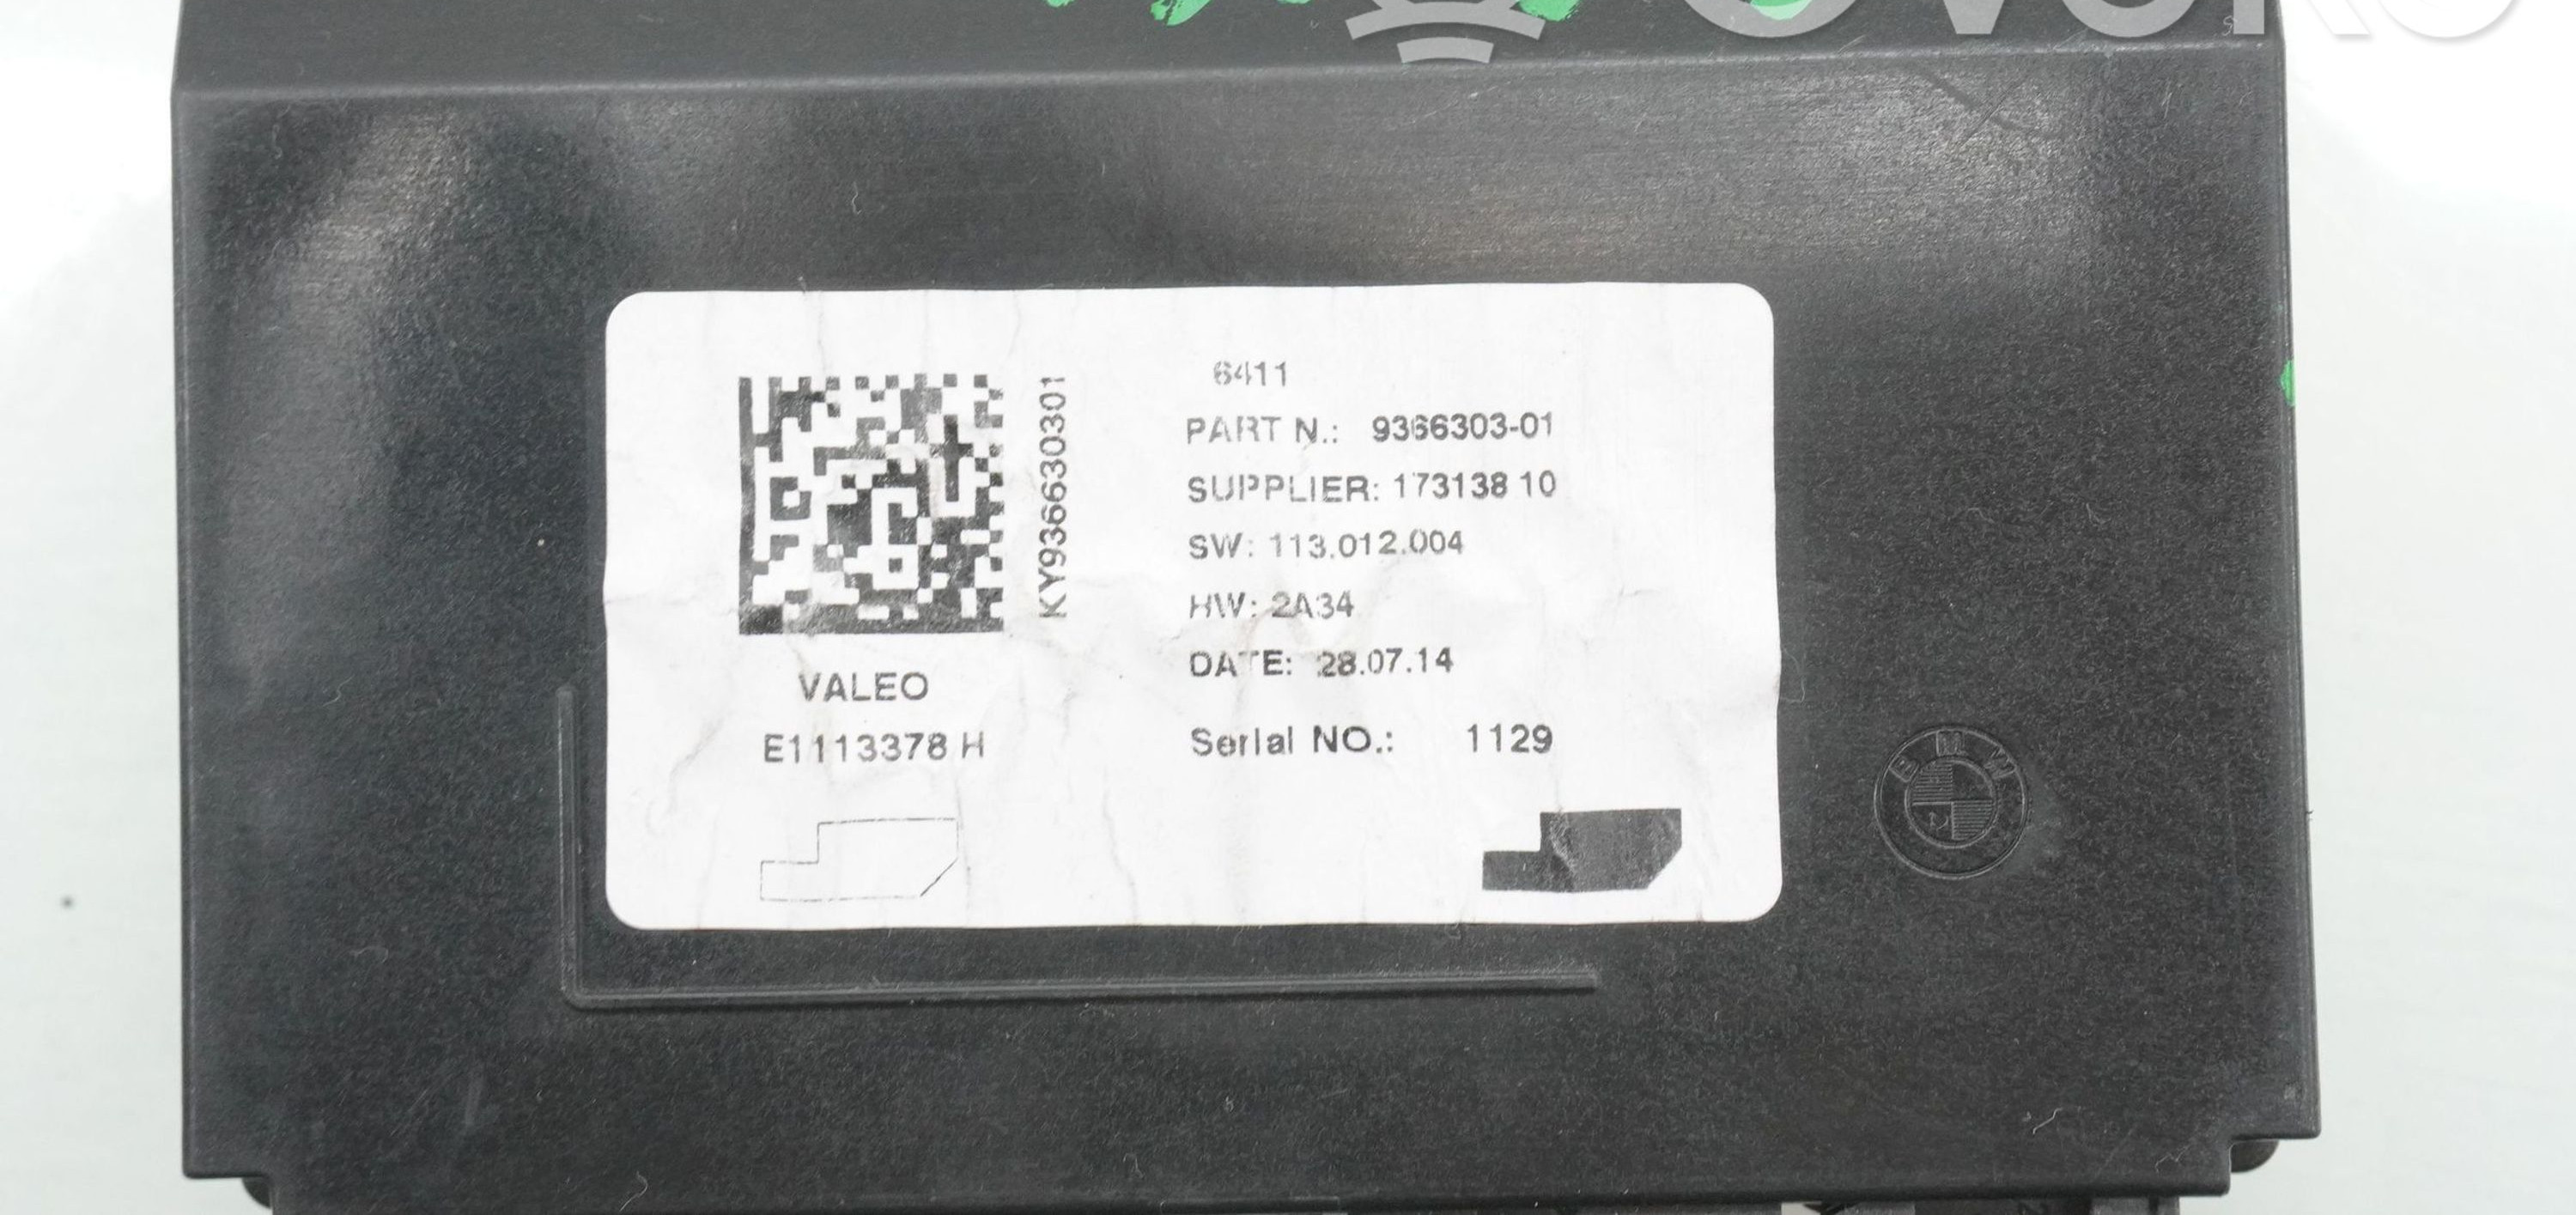 KY936630301
6411
PART N.: 9366303-01
SUPPLIER: 173138 10
SW: 113.012.004
HW: 2A34
DATE: 28.07.14
Serial NO.: 1129
VALEO
E1113378 H
BMW